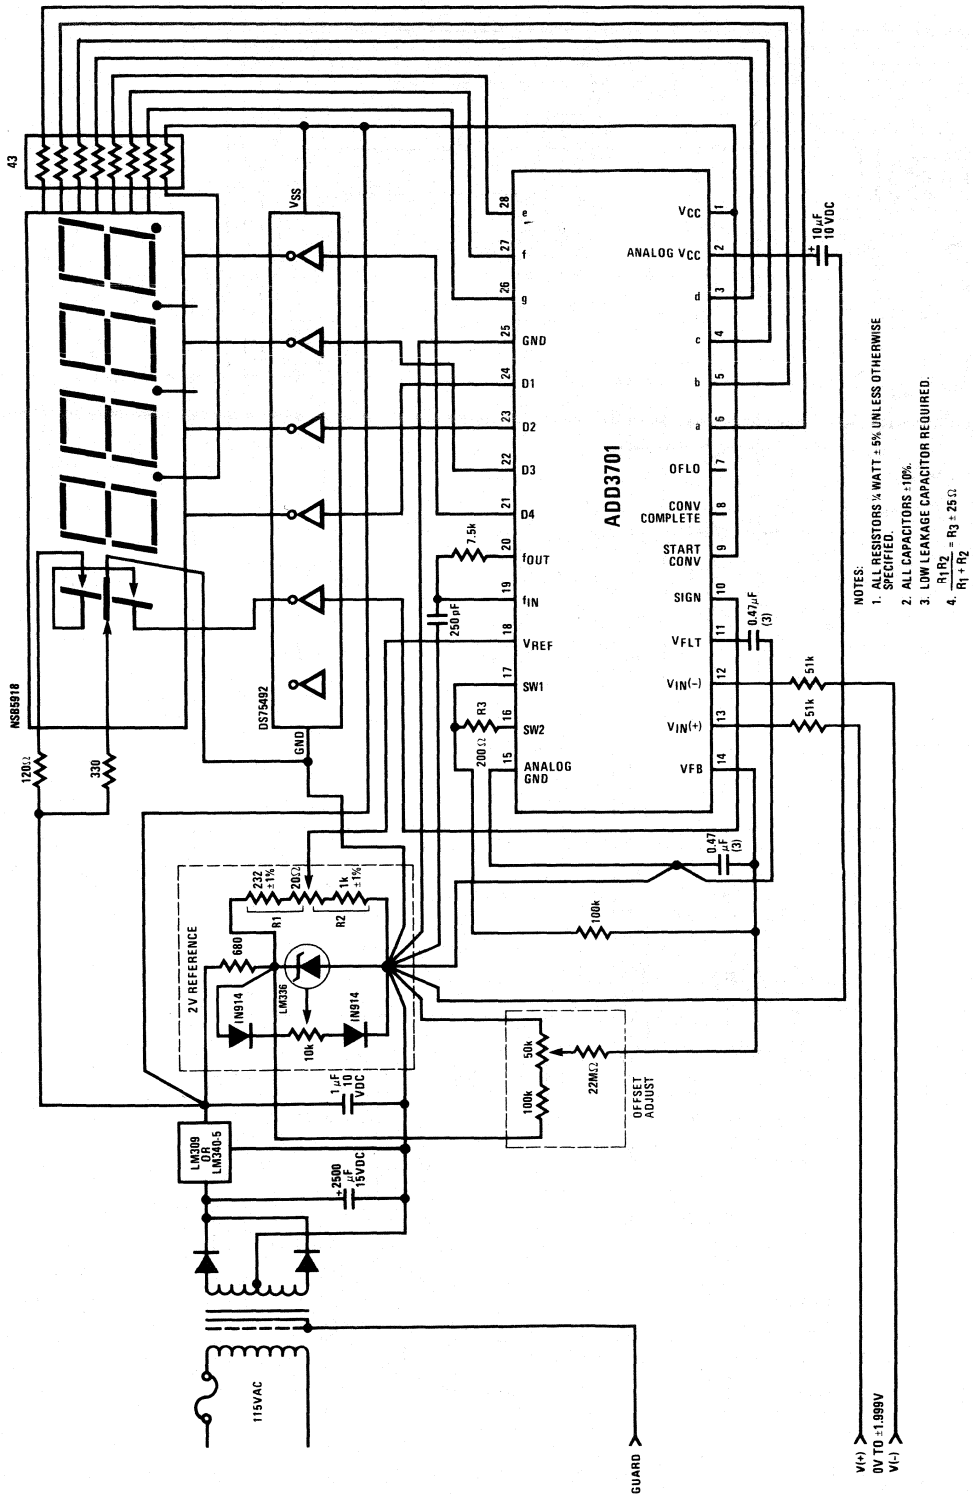 43
NSB5918
120Ω
330
DS75492
VSS
GND
ADD3701
28
e
27
f
26
g
25
GND
24
D1
23
D2
22
D3
21
D4
20
fOUT
19
fIN
18
VREF
17
SW1
16
SW2
15
ANALOG
GND
VCC
1
ANALOG VCC
2
d
3
c
4
b
5
a
6
OFLO
7
CONV
COMPLETE
8
START
CONV
9
SIGN
10
VFLT
11
VIN(−)
12
VIN(+)
13
VFB
14
7.5k
250 pF
R3
200 Ω
+
10µF
10 VDC
0.47µF
(3)
51k
51k
0.47
µF
(3)
100k
2V REFERENCE
232
±1%
20Ω
1k
±1%
R1
R2
680
LM336
IN914
IN914
10k
1 µF
10
VDC
LM309
OR
LM340-5
+2500
µF
15VDC
50k
100k
22MΩ
OFFSET
ADJUST
115VAC
GUARD
V(+)
0V TO ±1.999V
V(−)
NOTES:
1. ALL RESISTORS ¼ WATT ± 5% UNLESS OTHERWISE
SPECIFIED.
2. ALL CAPACITORS ±10%.
3. LOW LEAKAGE CAPACITOR REQUIRED.
4. R1R2 / R1 + R2 = R3 ± 25 Ω